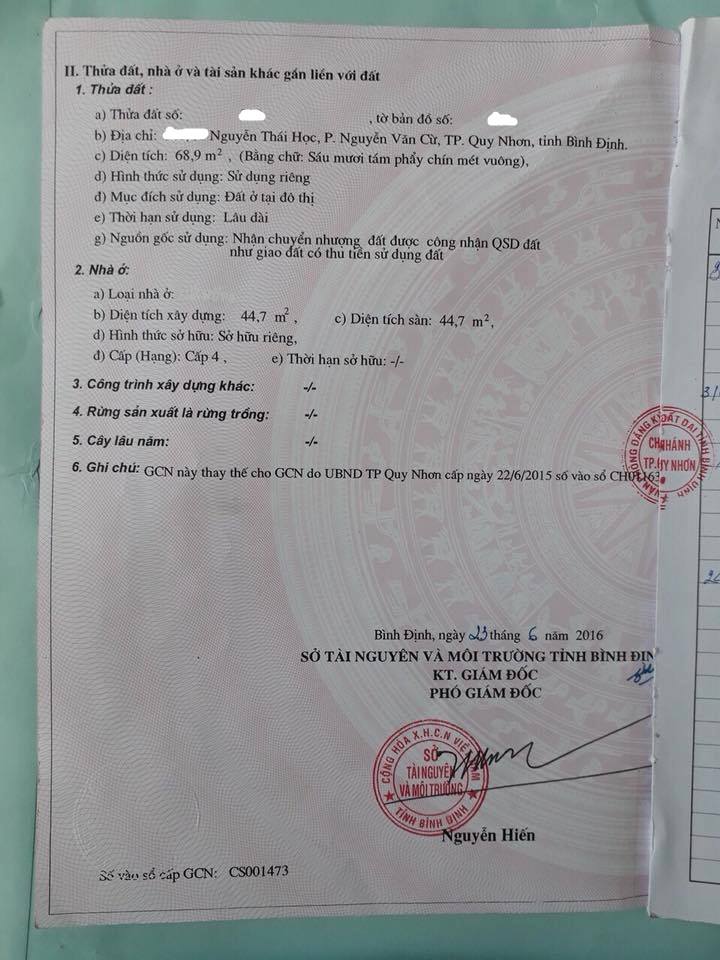 II. Thửa đất, nhà ở và tài sản khác gắn liền với đất
1. Thửa đất :
a) Thửa đất số: , tờ bản đồ số:
b) Địa chỉ: Nguyễn Thái Học, P. Nguyễn Văn Cừ, TP. Quy Nhơn, tỉnh Bình Định.
c) Diện tích: 68,9 m² , (Bằng chữ: Sáu mươi tám phẩy chín mét vuông),
d) Hình thức sử dụng: Sử dụng riêng
đ) Mục đích sử dụng: Đất ở tại đô thị
e) Thời hạn sử dụng: Lâu dài
g) Nguồn gốc sử dụng: Nhận chuyển nhượng đất được công nhận QSD đất
như giao đất có thu tiền sử dụng đất
2. Nhà ở:
a) Loại nhà ở:
b) Diện tích xây dựng: 44,7 m² , c) Diện tích sàn: 44,7 m²,
d) Hình thức sở hữu: Sở hữu riêng,
đ) Cấp (Hạng): Cấp 4 , e) Thời hạn sở hữu: -/-
3. Công trình xây dựng khác: -/-
4. Rừng sản xuất là rừng trồng: -/-
5. Cây lâu năm: -/-
6. Ghi chú: GCN này thay thế cho GCN do UBND TP Quy Nhơn cấp ngày 22/6/2015 số vào sổ CH01163
VĂN PHÒNG ĐĂNG KÝ ĐẤT ĐAI TỈNH BÌNH ĐỊNH
CHI NHÁNH
TP.QUY NHƠN
Bình Định, ngày 23 tháng 6 năm 2016
SỞ TÀI NGUYÊN VÀ MÔI TRƯỜNG TỈNH BÌNH ĐỊN
KT. GIÁM ĐỐC
PHÓ GIÁM ĐỐC
CỘNG HÒA X.H.C.N VIỆT NAM
SỞ
TÀI NGUYÊN
VÀ MÔI TRƯỜNG
TỈNH BÌNH ĐỊNH
Nguyễn Hiến
Số vào sổ cấp GCN: CS001473